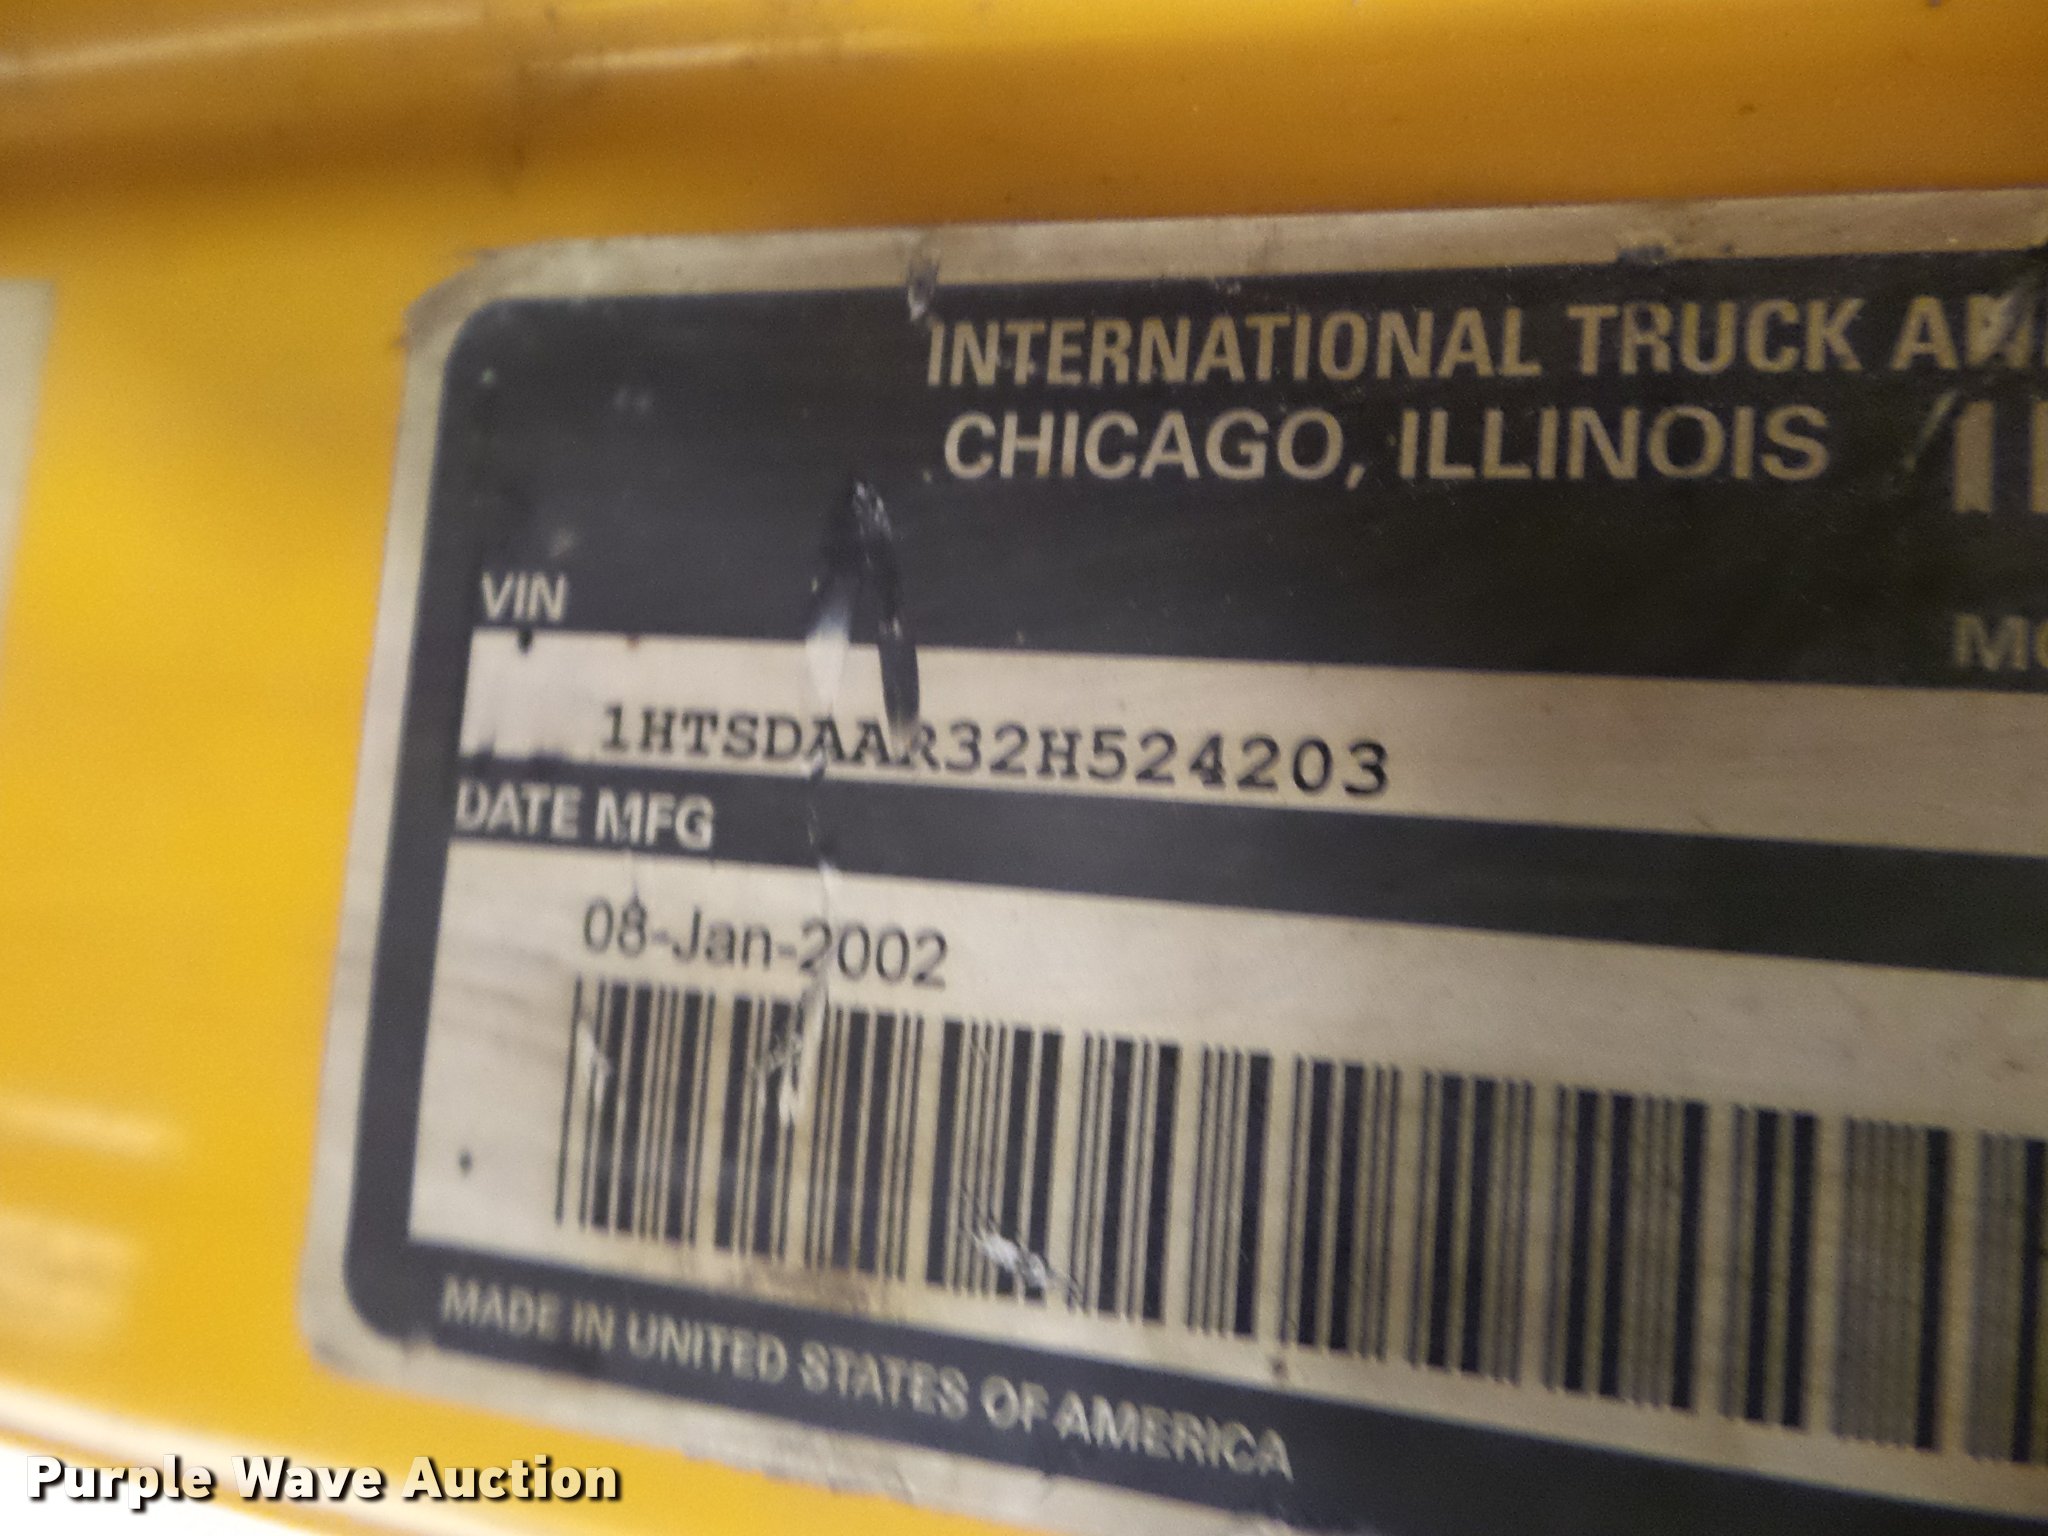 INTERNATIONAL TRUCK AN
CHICAGO, ILLINOIS
VIN
1HTSDAAR32H524203
DATE MFG
08-Jan-2002
MADE IN UNITED STATES OF AMERICA
Purple Wave Auction